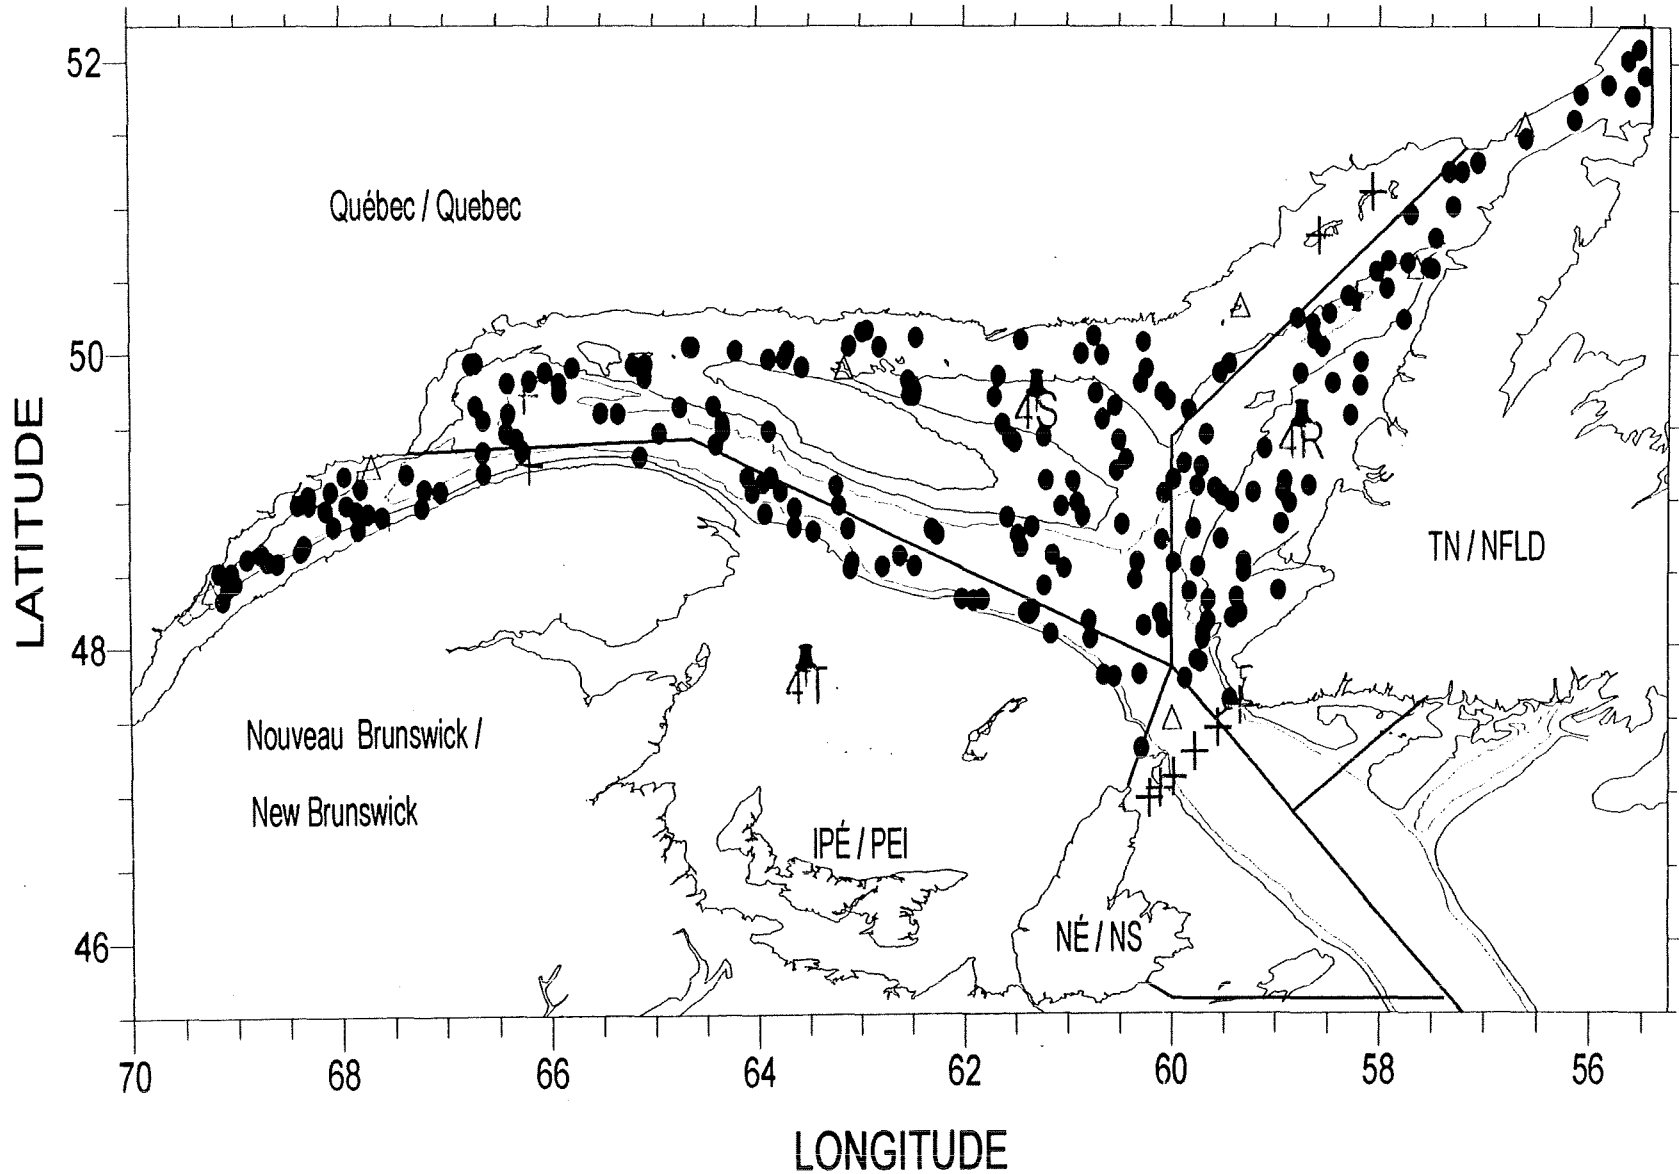 52
Québec / Quebec
50
4S
4R
LATITUDE
TN / NFLD
48
4T
Nouveau Brunswick /
New Brunswick
IPÉ / PEI
NÉ / NS
46
70 68 66 64 62 60 58 56
LONGITUDE